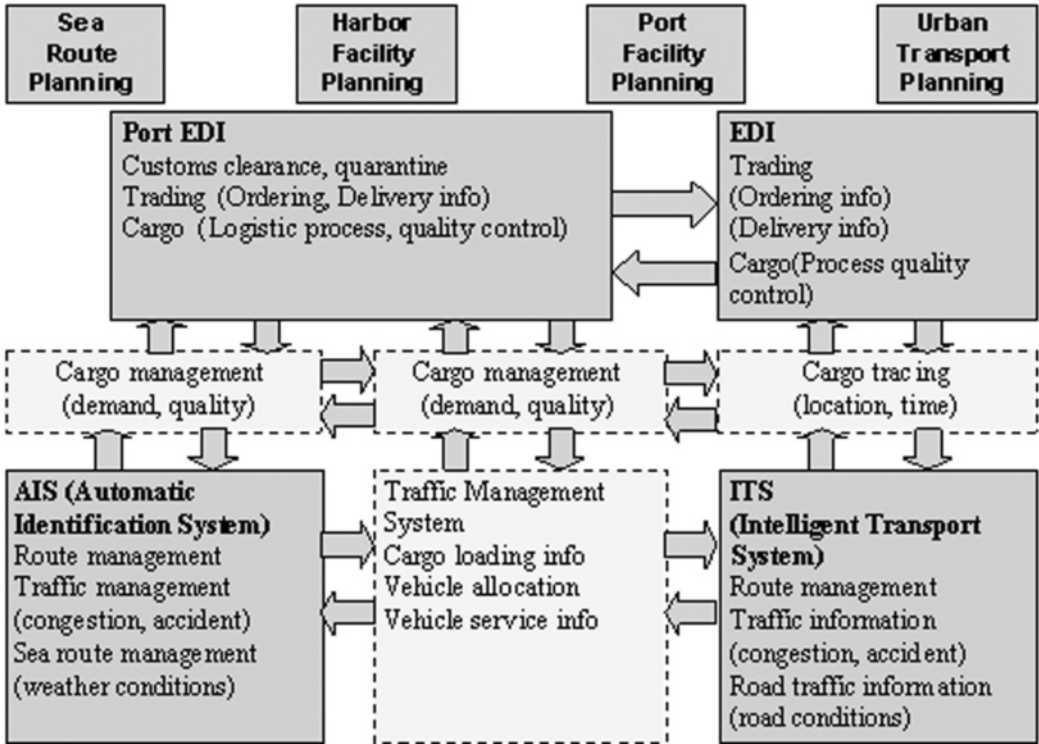 Sea
Route
Planning
Harbor
Facility
Planning
Port
Facility
Planning
Urban
Transport
Planning
Port EDI
Customs clearance, quarantine
Trading (Ordering, Delivery info)
Cargo (Logistic process, quality control)
EDI
Trading
(Ordering info)
(Delivery info)
Cargo(Process quality
control)
Cargo management
(demand, quality)
Cargo management
(demand, quality)
Cargo tracing
(location, time)
AIS (Automatic
Identification System)
Route management
Traffic management
(congestion, accident)
Sea route management
(weather conditions)
Traffic Management
System
Cargo loading info
Vehicle allocation
Vehicle service info
ITS
(Intelligent Transport
System)
Route management
Traffic information
(congestion, accident)
Road traffic information
(road conditions)